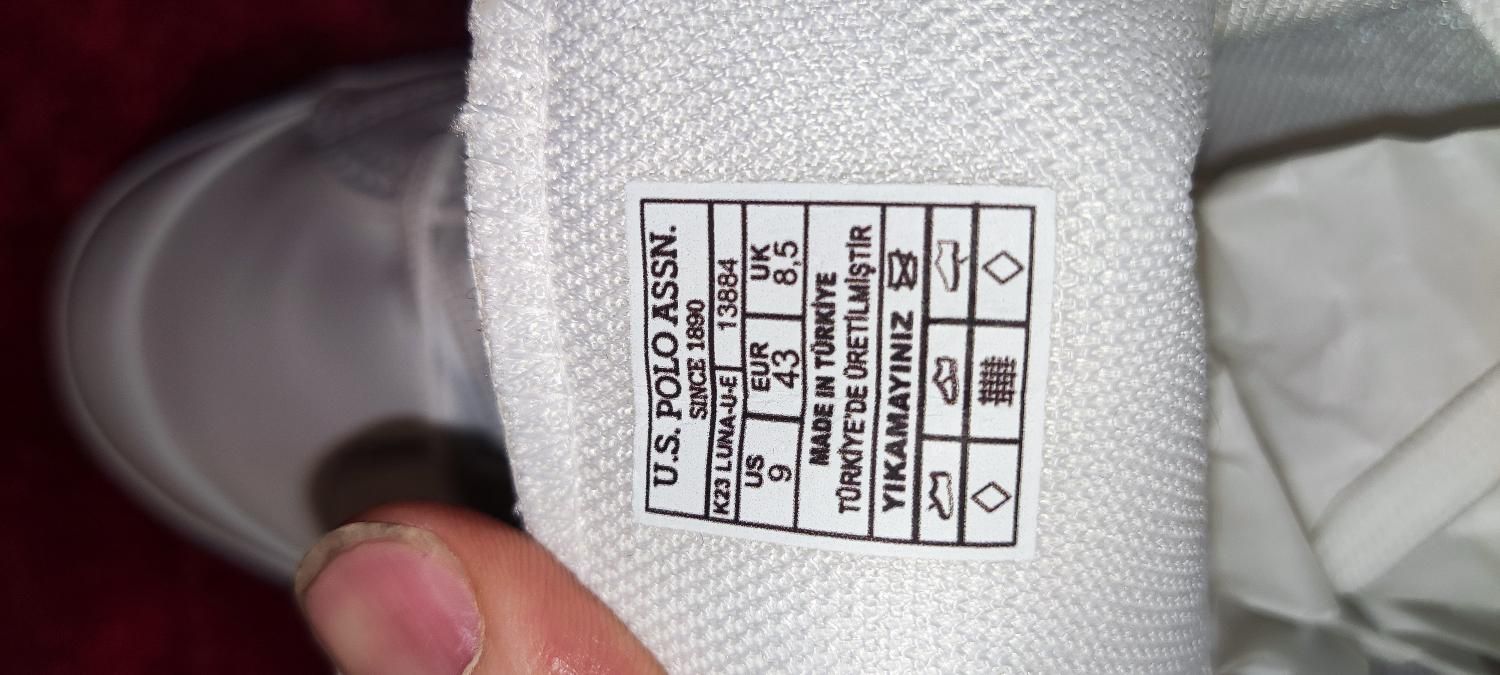 U.S. POLO ASSN.
SINCE 1890
K23 LUNA-U-E 13884
US EUR UK
9 43 8,5
MADE IN TÜRKİYE
TÜRKİYE'DE ÜRETİLMİŞTİR
YIKAMAYINIZ